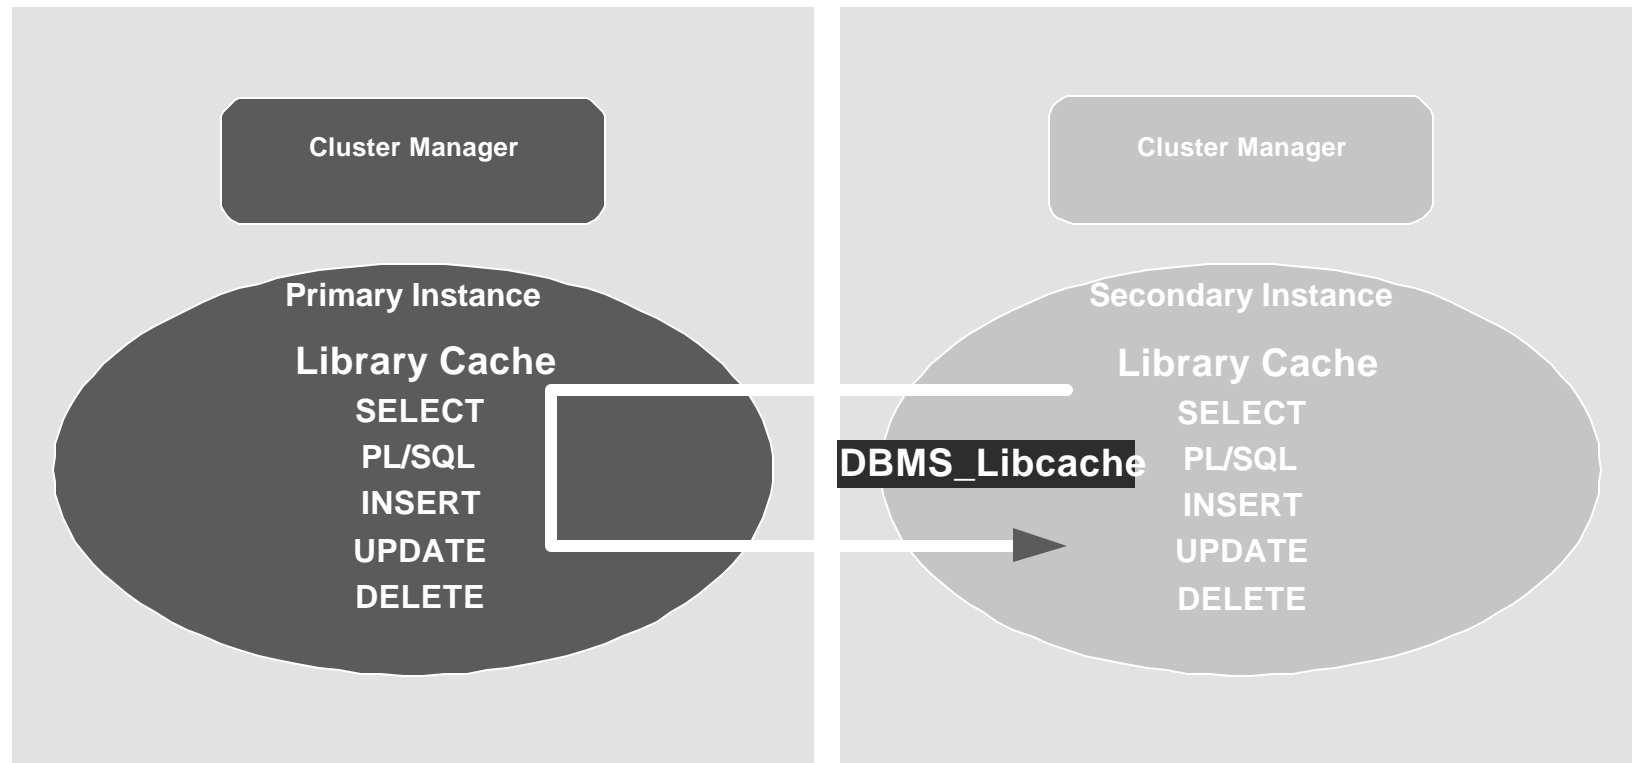 Cluster Manager
Primary Instance
Library Cache
SELECT
PL/SQL
INSERT
UPDATE
DELETE
DBMS_Libcache
Cluster Manager
Secondary Instance
Library Cache
SELECT
PL/SQL
INSERT
UPDATE
DELETE